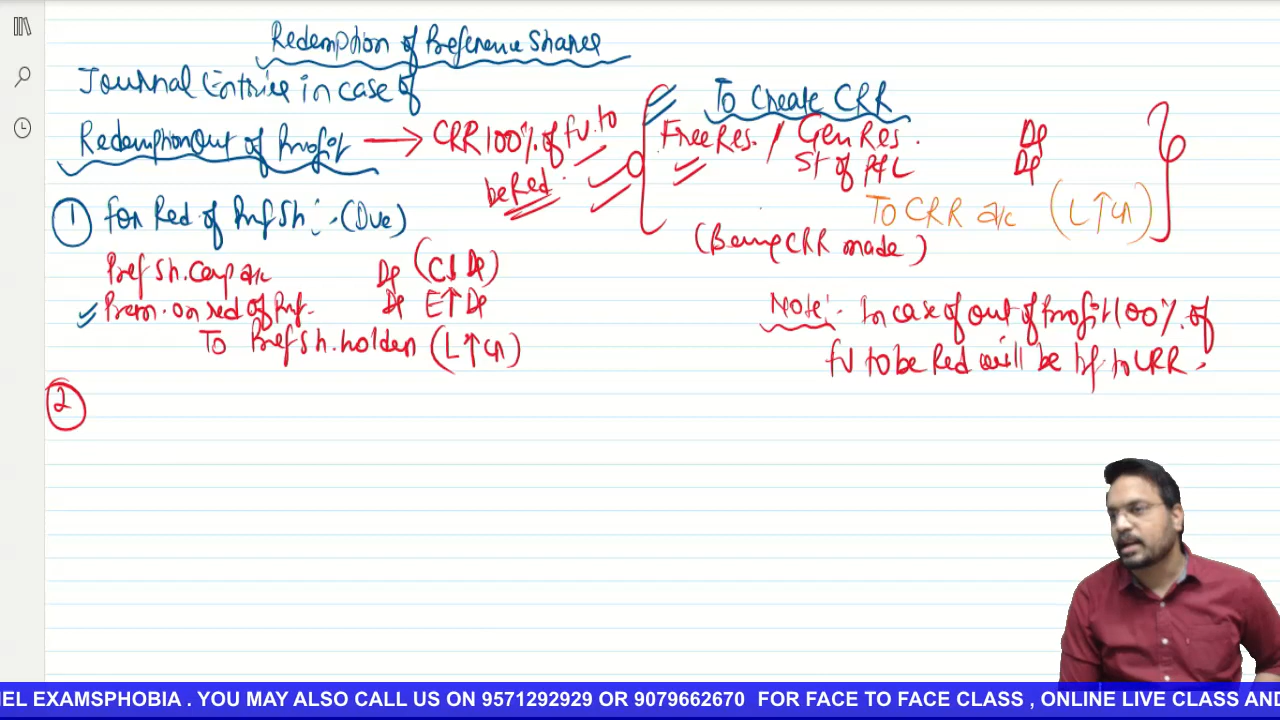 Redemption of Preference Shares
Journal Entries in case of
Redemption Out of Profit → CRR 100% of fv. to
be Red.
① for Red of Pref Sh :- (Due)
Pref Sh. Cap a/c Dr (C↓ Dr)
Prem. on red of Pref. Dr E↑ Dr
To Pref Sh. holder (L↑ Cr)
②
To Create CRR
Free Res. / Gen Res. Dr
St of P/L Dr
To CRR a/c (L↑ Cr)
(Being CRR made)
Note:- In case of out of Profit 100% of
fv to be Red will be tf to CRR.
NEL EXAMSPHOBIA . YOU MAY ALSO CALL US ON 9571292929 OR 9079662670 FOR FACE TO FACE CLASS , ONLINE LIVE CLASS AND